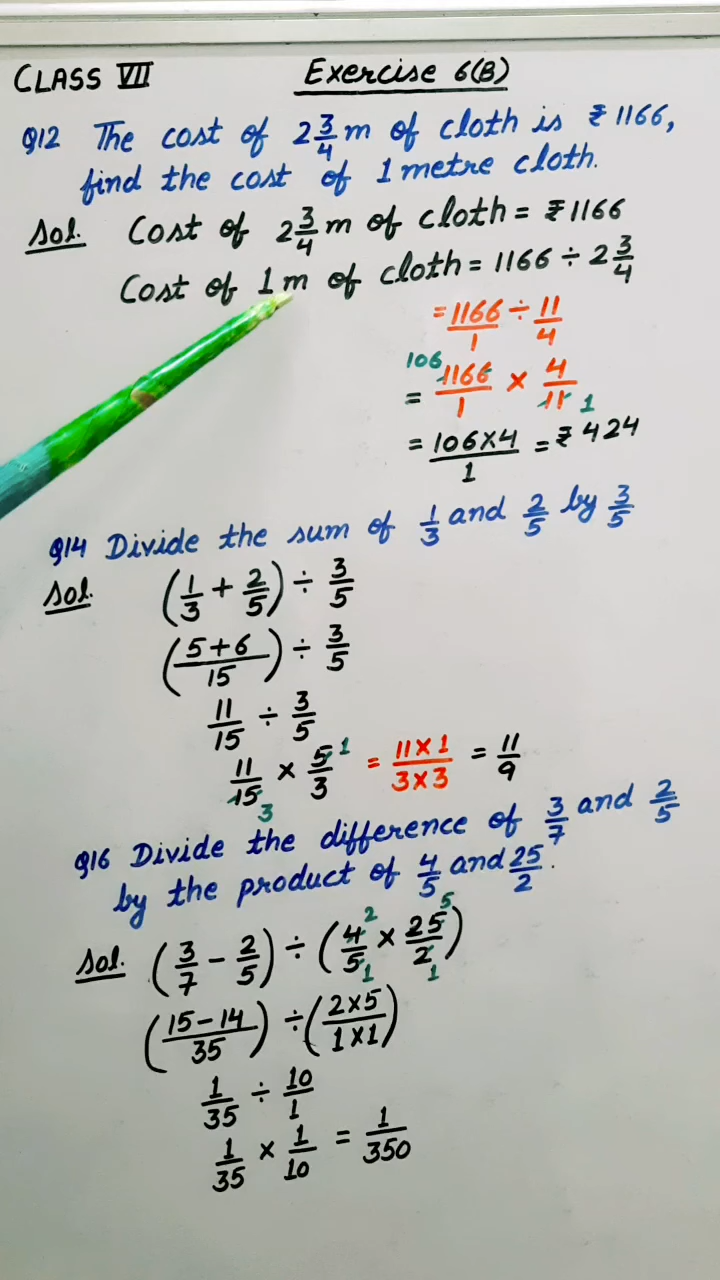 CLASS VII Exercise 6(B)
Q12 The cost of 2 3/4 m of cloth is ₹ 1166,
find the cost of 1 metre cloth.
Sol. Cost of 2 3/4 m of cloth = ₹ 1166
Cost of 1 m of cloth = 1166 ÷ 2 3/4
= 1166/1 ÷ 11/4
106
= 1166/1 × 4/11 1
= 106×4/1 = ₹ 424
Q14 Divide the sum of 1/3 and 2/5 by 3/5
Sol. (1/3 + 2/5) ÷ 3/5
(5+6/15) ÷ 3/5
11/15 ÷ 3/5
11/15 3 × 5/3 1 = 11×1/3×3 = 11/9
Q16 Divide the difference of 3/7 and 2/5
by the product of 4/5 and 25/2.
Sol. (3/7 - 2/5) ÷ (4/5 2 1 × 25/2 5 1)
(15-14/35) ÷ (2×5/1×1)
1/35 ÷ 10/1
1/35 × 1/10 = 1/350